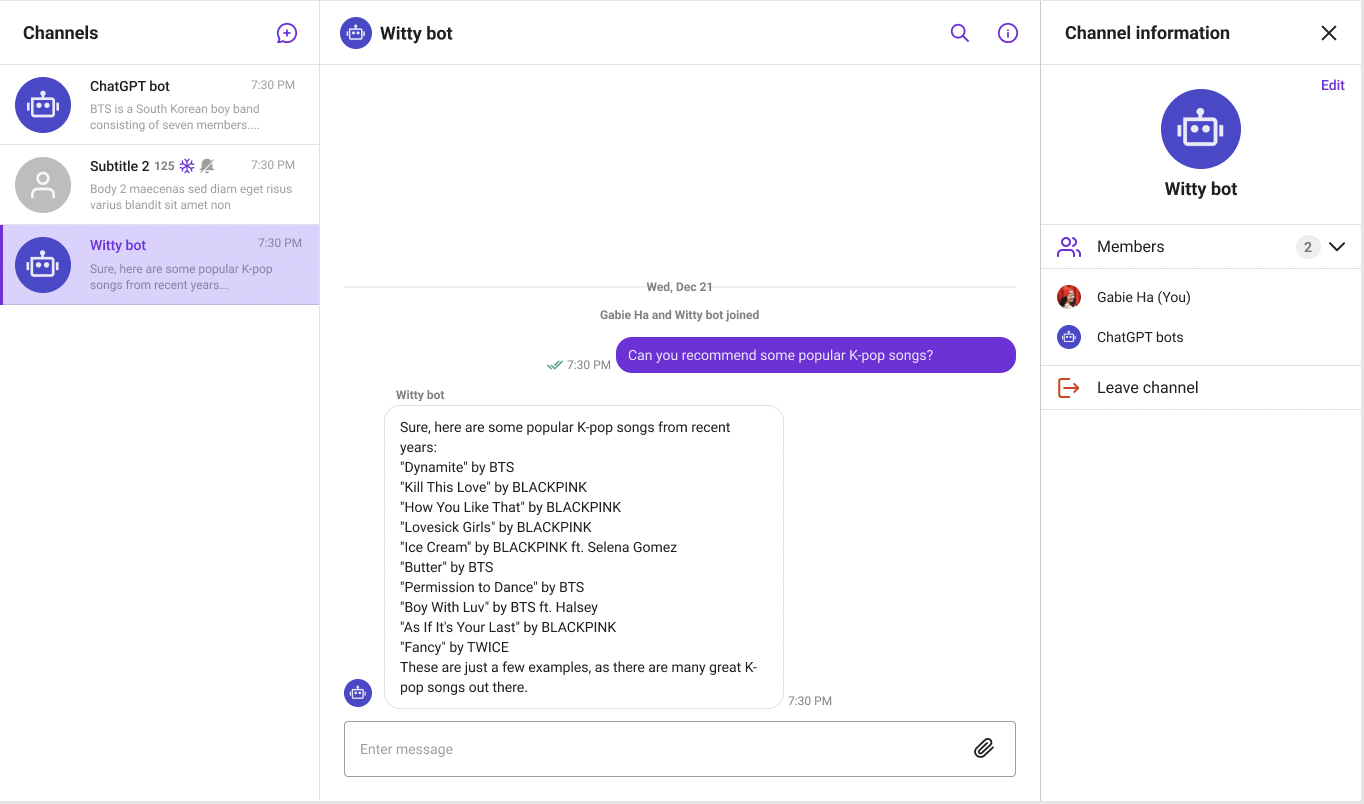 Channels
ChatGPT bot 7:30 PM
BTS is a South Korean boy band
consisting of seven members....
Subtitle 2 125 7:30 PM
Body 2 maecenas sed diam eget risus
varius blandit sit amet non
Witty bot 7:30 PM
Sure, here are some popular K-pop
songs from recent years...
Witty bot
Wed, Dec 21
Gabie Ha and Witty bot joined
7:30 PM Can you recommend some popular K-pop songs?
Witty bot
Sure, here are some popular K-pop songs from recent
years:
"Dynamite" by BTS
"Kill This Love" by BLACKPINK
"How You Like That" by BLACKPINK
"Lovesick Girls" by BLACKPINK
"Ice Cream" by BLACKPINK ft. Selena Gomez
"Butter" by BTS
"Permission to Dance" by BTS
"Boy With Luv" by BTS ft. Halsey
"As If It's Your Last" by BLACKPINK
"Fancy" by TWICE
These are just a few examples, as there are many great K-
pop songs out there.
7:30 PM
Enter message
Channel information
Edit
Witty bot
Members 2
Gabie Ha (You)
ChatGPT bots
Leave channel